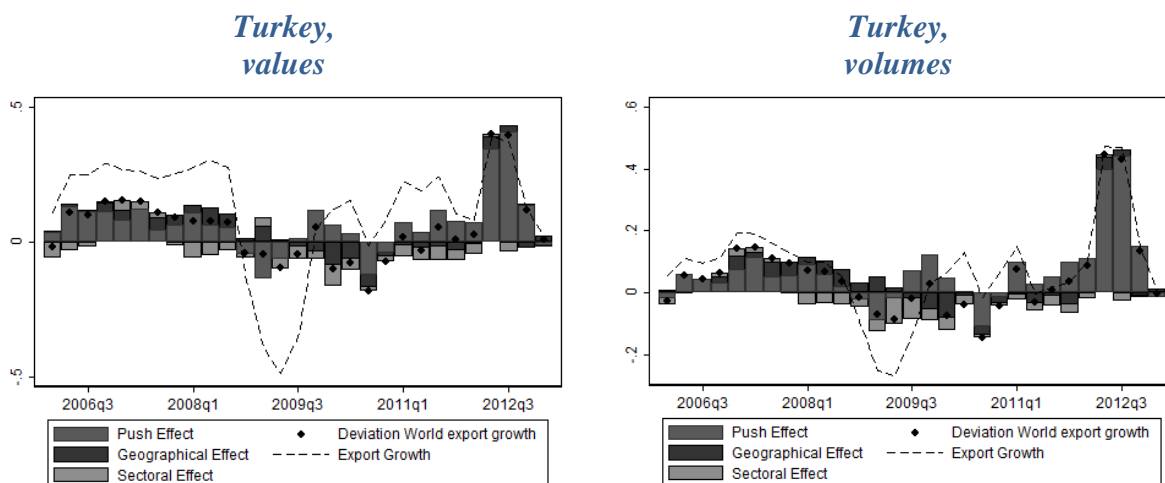 Turkey,
values
.5
0
-.5
2006q3 2008q1 2009q3 2011q1 2012q3
Push Effect Deviation World export growth
Geographical Effect Export Growth
Sectoral Effect
Turkey,
volumes
.6
.4
.2
0
-.2
2006q3 2008q1 2009q3 2011q1 2012q3
Push Effect Deviation World export growth
Geographical Effect Export Growth
Sectoral Effect